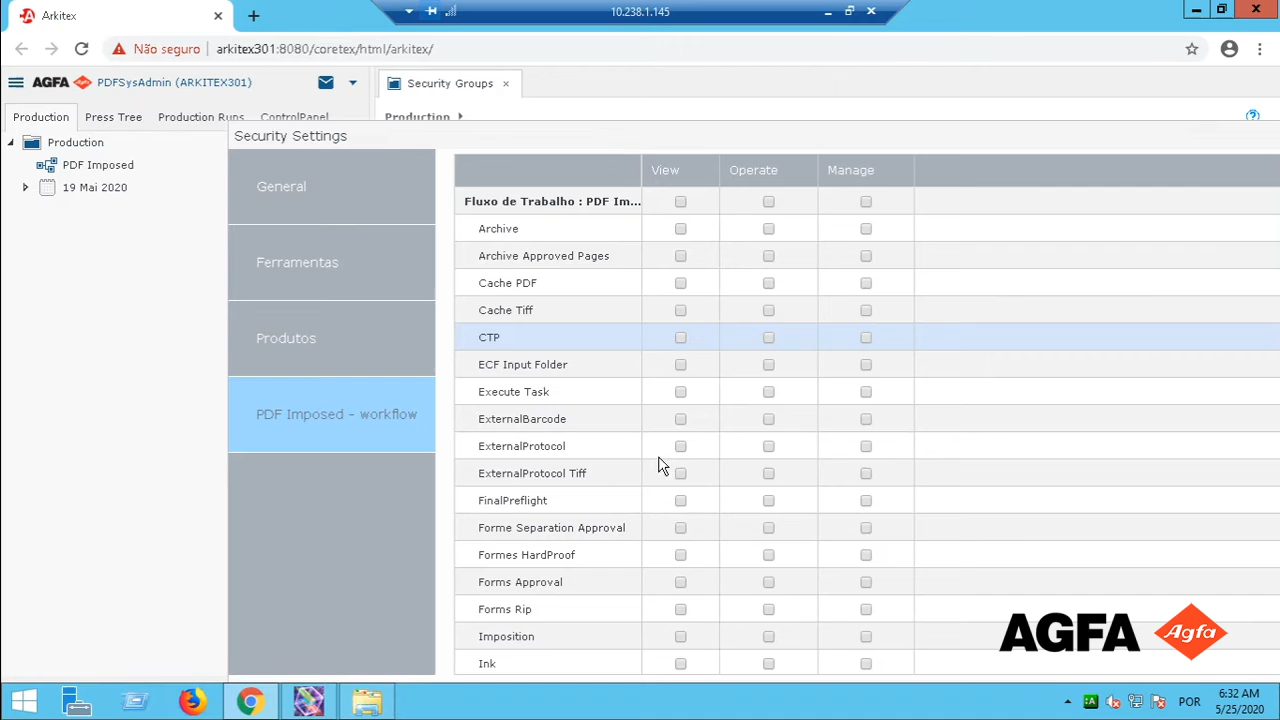 Arkitex
10.238.1.145
Não seguro
arkitex301:8080/coretex/html/arkitex/
AGFA
PDFSysAdmin (ARKITEX301)
Security Groups
Production
Press Tree
Production Runs
ControlPanel
Production
Production
PDF Imposed
19 Mai 2020
Security Settings
General
Ferramentas
Produtos
PDF Imposed - workflow
View
Operate
Manage
Fluxo de Trabalho : PDF Im...
Archive
Archive Approved Pages
Cache PDF
Cache Tiff
CTP
ECF Input Folder
Execute Task
ExternalBarcode
ExternalProtocol
ExternalProtocol Tiff
FinalPreflight
Forme Separation Approval
Formes HardProof
Forms Approval
Forms Rip
Imposition
Ink
AGFA
Agfa
POR
6:32 AM
5/25/2020